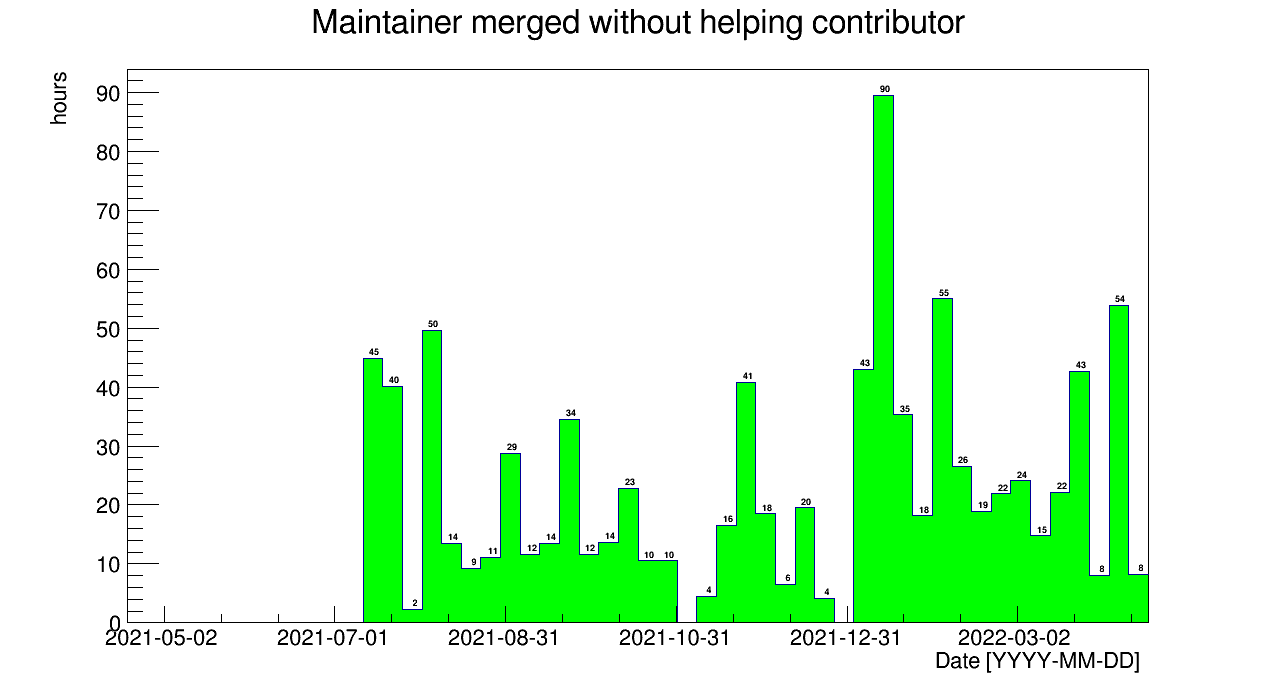 Maintainer merged without helping contributor
hours
90
80
70
60
50
40
30
20
10
0
45 40 2 50 14 9 11 29 12 14 34 12 14 23 10 10 4 16 41 18 6 20 4 43 90 35 18 55 26 19 22 24 15 22 43 8 54 8
2021-05-02 2021-07-01 2021-08-31 2021-10-31 2021-12-31 2022-03-02
Date [YYYY-MM-DD]